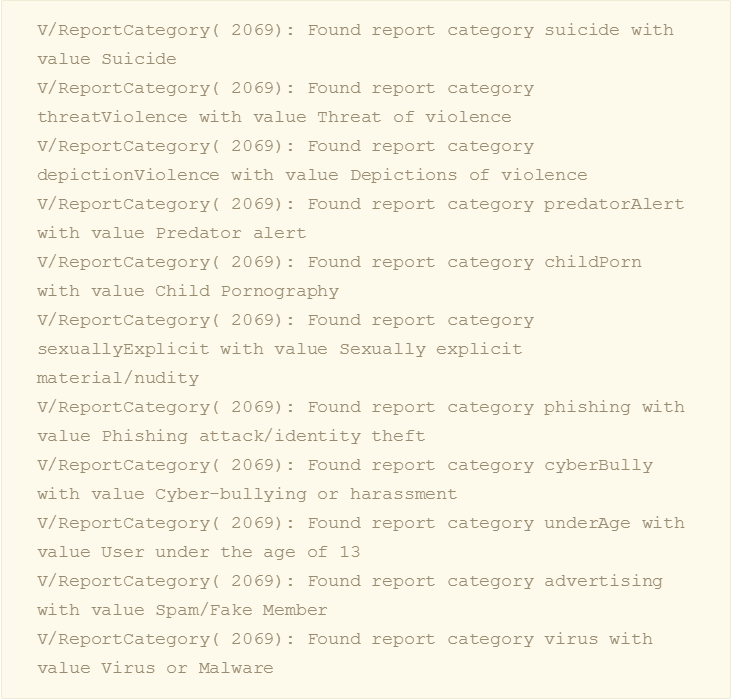 V/ReportCategory( 2069): Found report category suicide with
value Suicide
V/ReportCategory( 2069): Found report category
threatViolence with value Threat of violence
V/ReportCategory( 2069): Found report category
depictionViolence with value Depictions of violence
V/ReportCategory( 2069): Found report category predatorAlert
with value Predator alert
V/ReportCategory( 2069): Found report category childPorn
with value Child Pornography
V/ReportCategory( 2069): Found report category
sexuallyExplicit with value Sexually explicit
material/nudity
V/ReportCategory( 2069): Found report category phishing with
value Phishing attack/identity theft
V/ReportCategory( 2069): Found report category cyberBully
with value Cyber-bullying or harassment
V/ReportCategory( 2069): Found report category underAge with
value User under the age of 13
V/ReportCategory( 2069): Found report category advertising
with value Spam/Fake Member
V/ReportCategory( 2069): Found report category virus with
value Virus or Malware